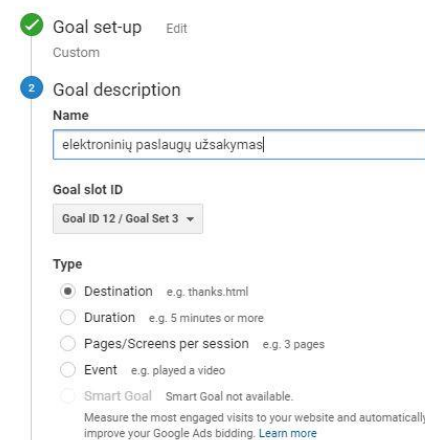 Goal set-up Edit
Custom
2 Goal description
Name
elektroninių paslaugų užsakymas
Goal slot ID
Goal ID 12 / Goal Set 3
Type
Destination e.g. thanks.html
Duration e.g. 5 minutes or more
Pages/Screens per session e.g. 3 pages
Event e.g. played a video
Smart Goal Smart Goal not available.
Measure the most engaged visits to your website and automatically
improve your Google Ads bidding. Learn more